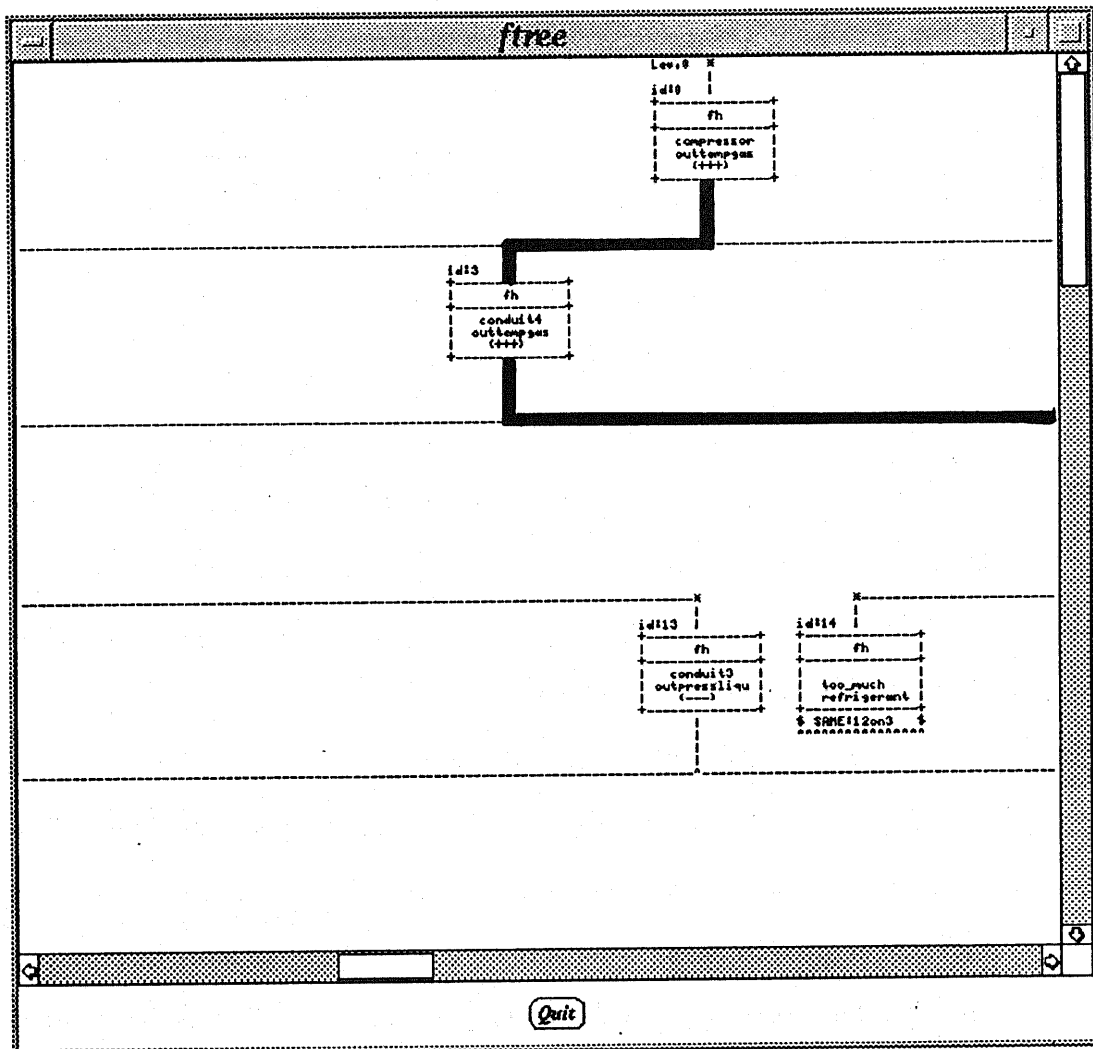 ftree
Lev:0
id:0
fh
compressor
outtempgas
(+++)
id:3
fh
conduit4
outtempgas
(+++)
id:13
fh
conduit3
outpressliqu
(---)
id:14
fh
too_much
refrigerant
$ SAME:12on3 $
Quit